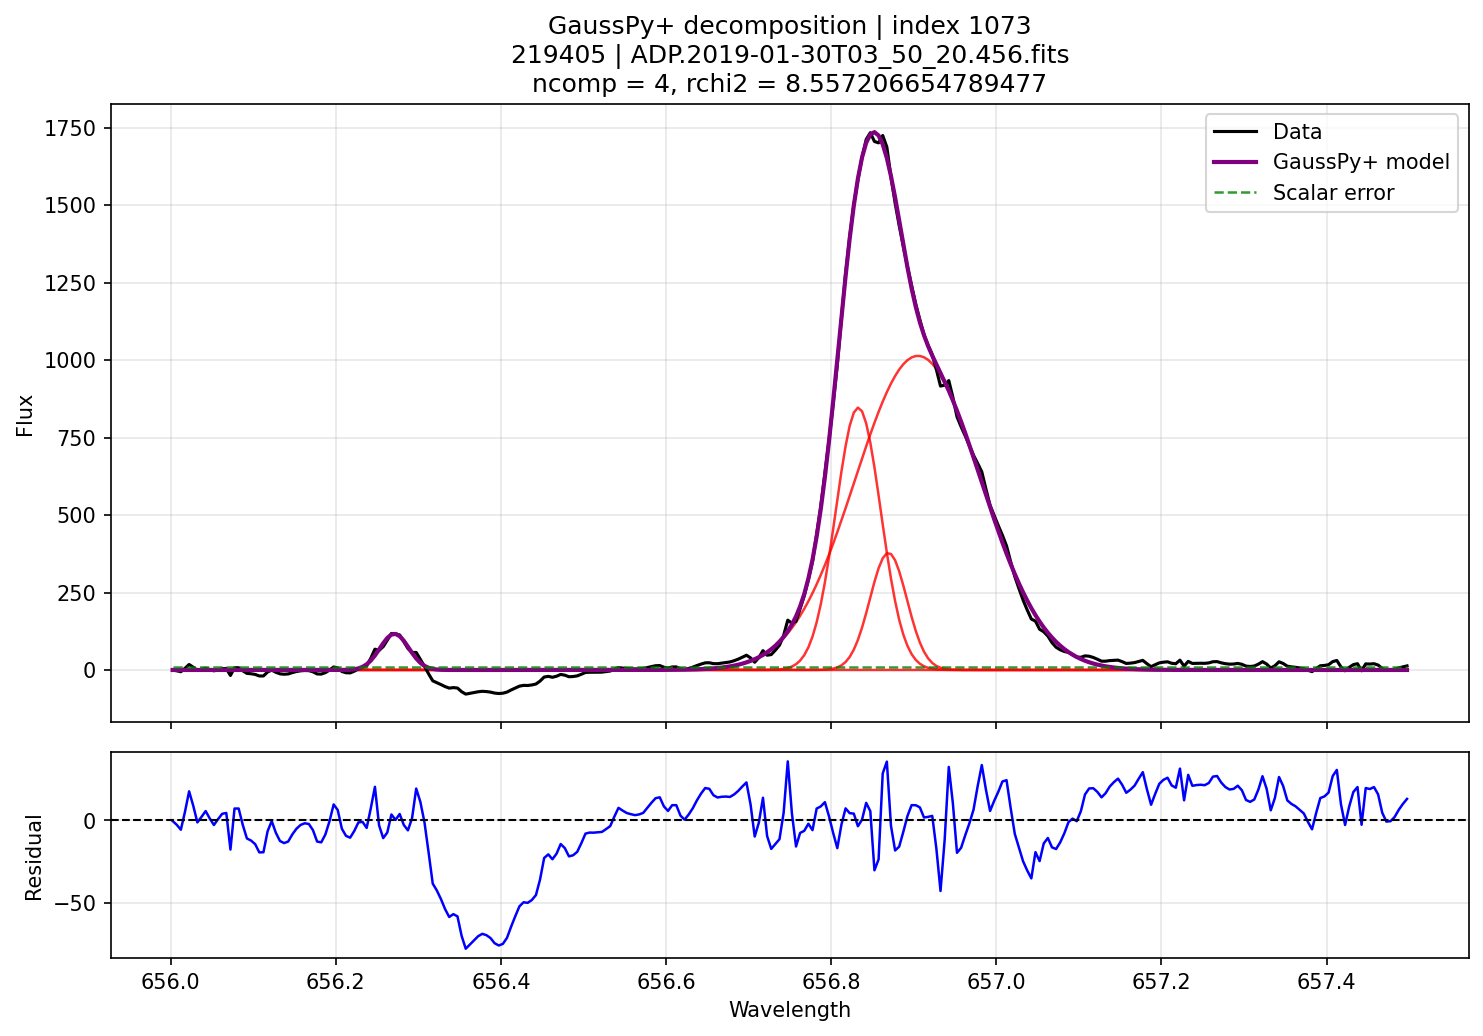 GaussPy+ decomposition | index 1073
219405 | ADP.2019-01-30T03_50_20.456.fits
ncomp = 4, rchi2 = 8.557206654789477
Data
GaussPy+ model
Scalar error
Flux
1750
1500
1250
1000
750
500
250
0
Residual
0
−50
656.0 656.2 656.4 656.6 656.8 657.0 657.2 657.4
Wavelength